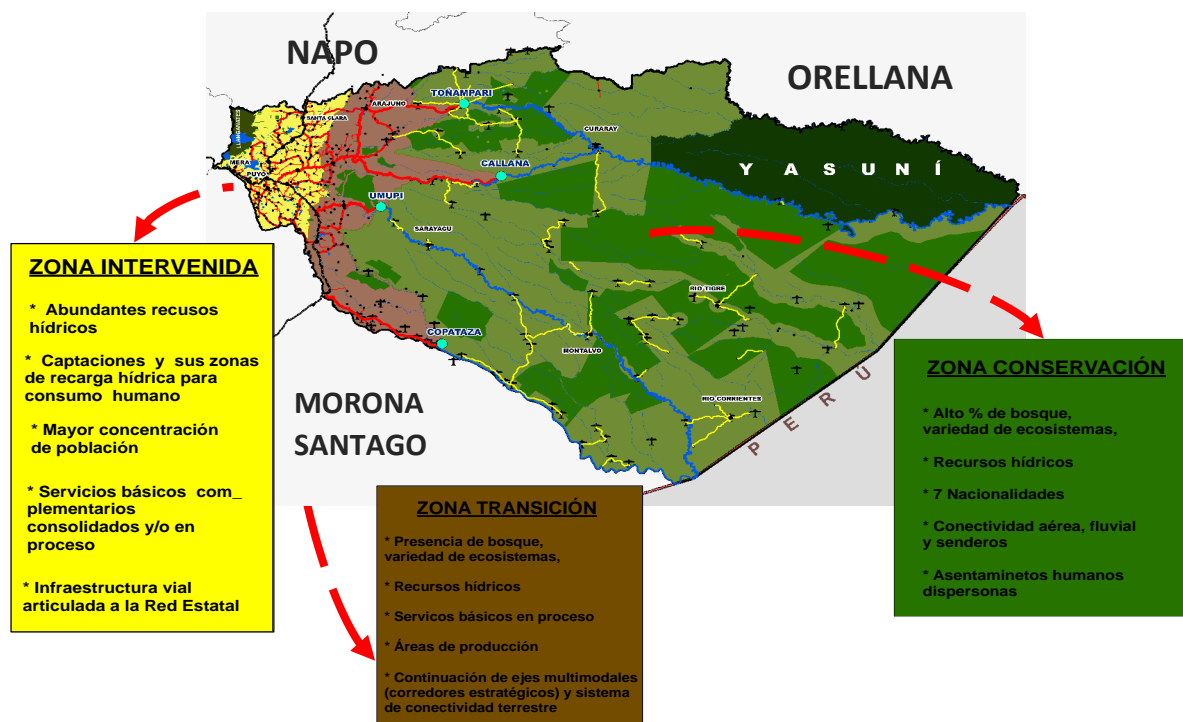 NAPO
ORELLANA
TOÑAMPARI
ARAJUNO
SANTA CLARA
CURARAY
MERA
PUYO
CALLANA
Y A S U N Í
UMUPI
SARAYACU
RIO TIGRE
COPATAZA
MONTALVO
RIO CORRIENTES
P E R Ú
MORONA
SANTAGO
ZONA INTERVENIDA
* Abundantes recusos
hídricos
* Captaciones y sus zonas
de recarga hídrica para
consumo humano
* Mayor concentración
de población
* Servicios básicos com_
plementarios
consolidados y/o en
proceso
* Infraestructura vial
articulada a la Red Estatal
ZONA TRANSICIÓN
* Presencia de bosque,
variedad de ecosistemas,
* Recursos hídricos
* Servicos básicos en proceso
* Áreas de producción
* Continuación de ejes multimodales
(corredores estratégicos) y sistema
de conectividad terrestre
ZONA CONSERVACIÓN
* Alto % de bosque,
variedad de ecosistemas,
* Recursos hídricos
* 7 Nacionalidades
* Conectividad aérea, fluvial
y senderos
* Asentaminetos humanos
dispersonas